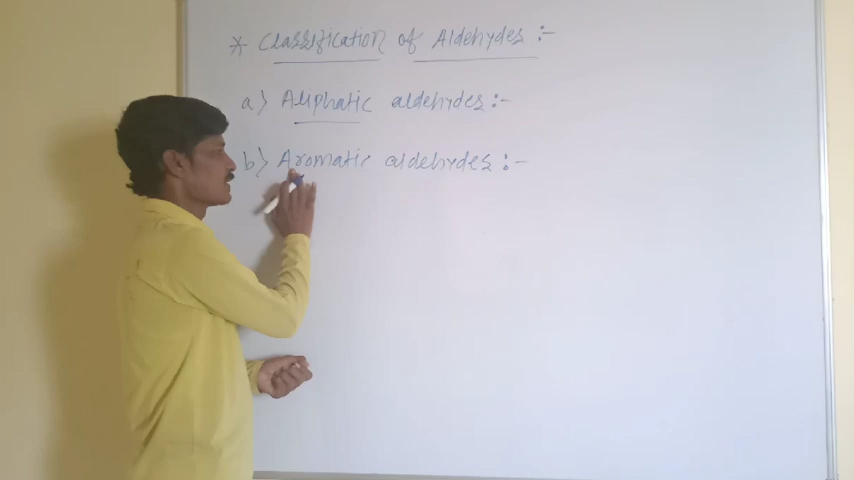 * Classification of Aldehydes :-
a) Aliphatic aldehydes :-
b) Aromatic aldehydes :-